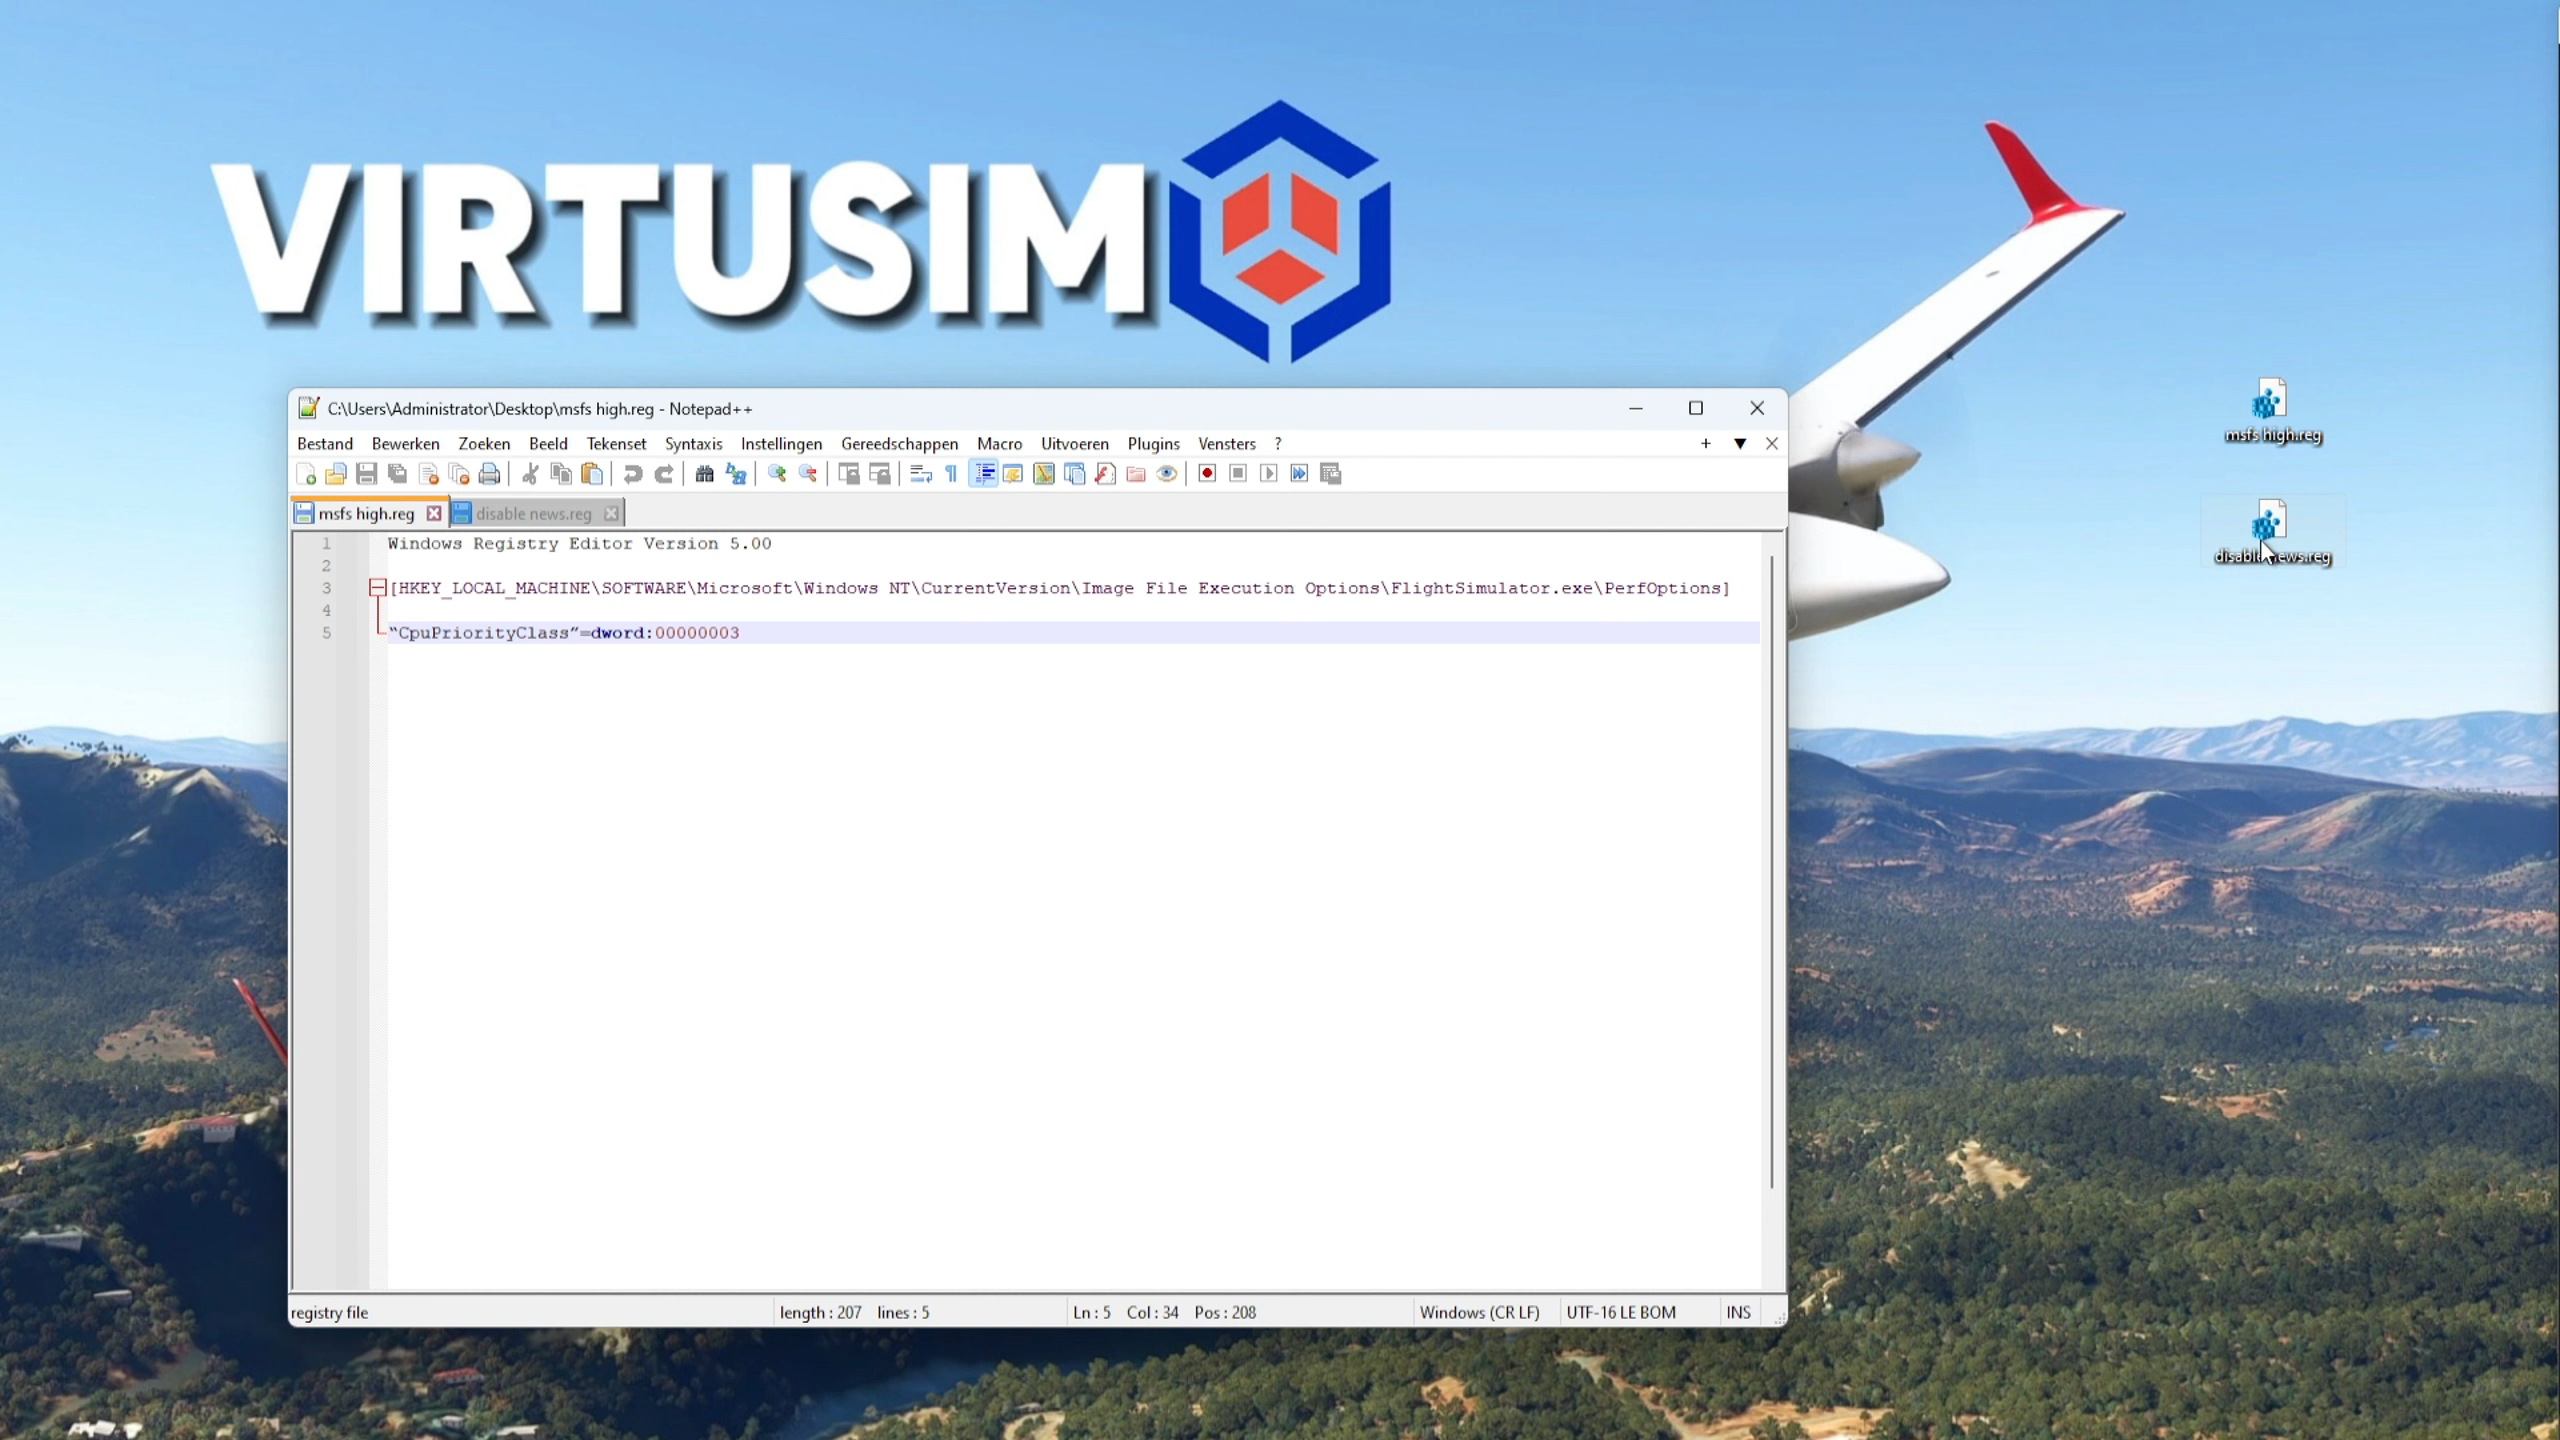 VIRTUSIM
C:\Users\Administrator\Desktop\msfs high.reg - Notepad++
Bestand Bewerken Zoeken Beeld Tekenset Syntaxis Instellingen Gereedschappen Macro Uitvoeren Plugins Vensters ?
msfs high.reg
disable news.reg
1 Windows Registry Editor Version 5.00
2
3 [HKEY_LOCAL_MACHINE\SOFTWARE\Microsoft\Windows NT\CurrentVersion\Image File Execution Options\FlightSimulator.exe\PerfOptions]
4
5 “CpuPriorityClass”=dword:00000003
registry file length : 207 lines : 5 Ln : 5 Col : 34 Pos : 208 Windows (CR LF) UTF-16 LE BOM INS
msfs high.reg
disable news.reg